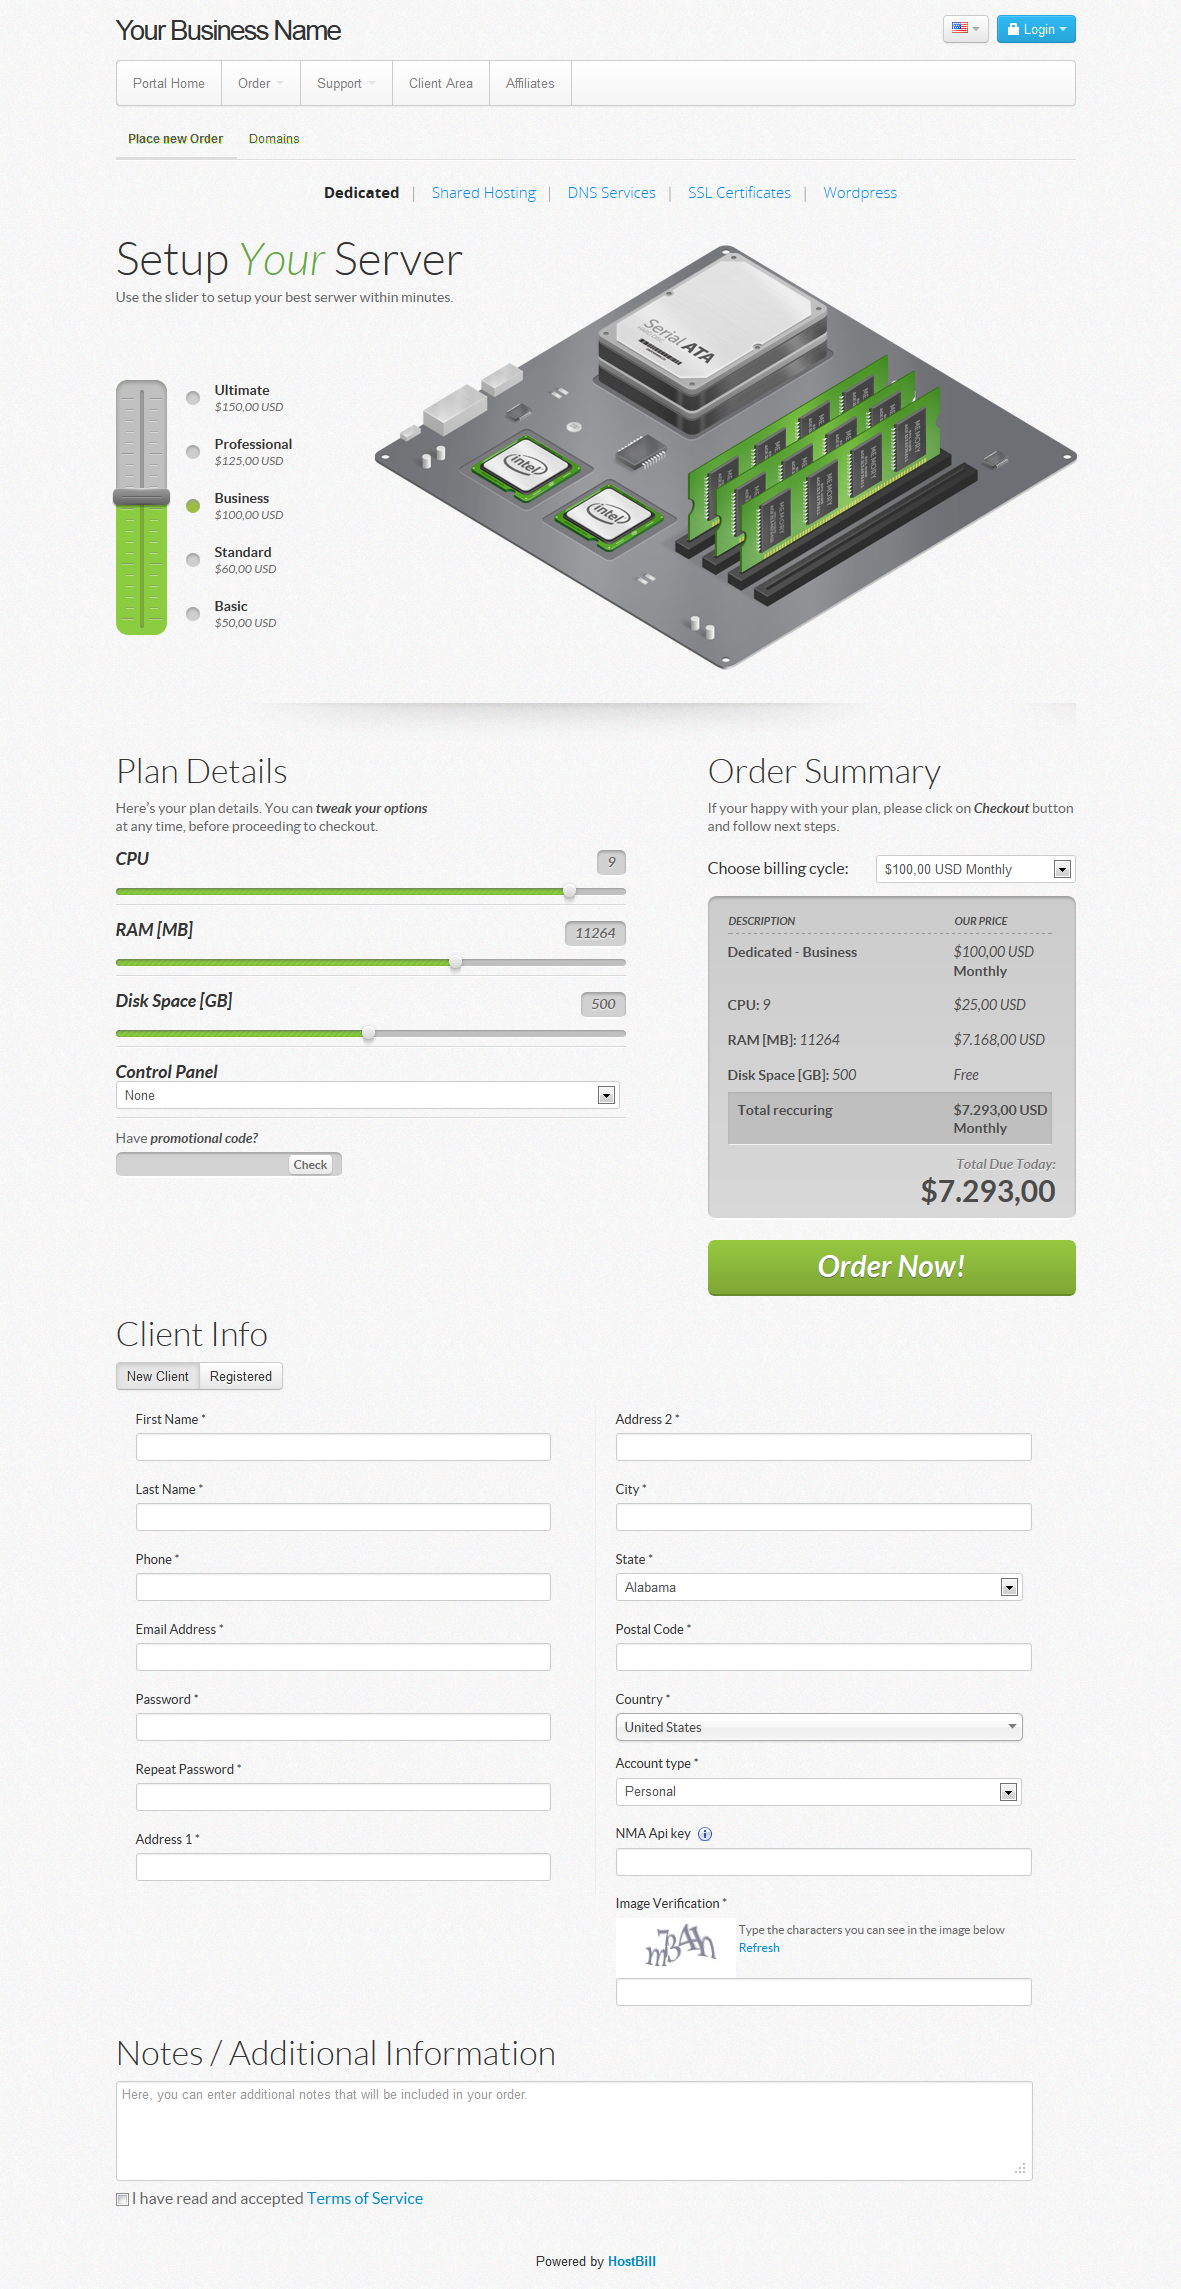 Your Business Name
Login
Portal Home
Order
Support
Client Area
Affiliates
Place new Order
Domains
Dedicated | Shared Hosting | DNS Services | SSL Certificates | Wordpress
Setup Your Server
Use the slider to setup your best serwer within minutes.
Serial ATA
Ultimate
$150,00 USD
Professional
$125,00 USD
Business
$100,00 USD
Standard
$60,00 USD
Basic
$50,00 USD
intel
intel
MEMORY
MEMORY
MEMORY
MEMORY
Plan Details
Here's your plan details. You can tweak your options
at any time, before proceeding to checkout.
CPU
9
RAM [MB]
11264
Disk Space [GB]
500
Control Panel
None
Have promotional code?
Check
Order Summary
If your happy with your plan, please click on Checkout button
and follow next steps.
Choose billing cycle:
$100,00 USD Monthly
DESCRIPTION
OUR PRICE
Dedicated - Business
$100,00 USD
Monthly
CPU: 9
$25,00 USD
RAM [MB]: 11264
$7.168,00 USD
Disk Space [GB]: 500
Free
Total reccuring
$7.293,00 USD
Monthly
Total Due Today:
$7.293,00
Order Now!
Client Info
New Client
Registered
First Name *
Last Name *
Phone *
Email Address *
Password *
Repeat Password *
Address 1 *
Address 2 *
City *
State *
Alabama
Postal Code *
Country *
United States
Account type *
Personal
NMA Api key
Image Verification *
Type the characters you can see in the image below
Refresh
Notes / Additional Information
Here, you can enter additional notes that will be included in your order.
I have read and accepted Terms of Service
Powered by HostBill